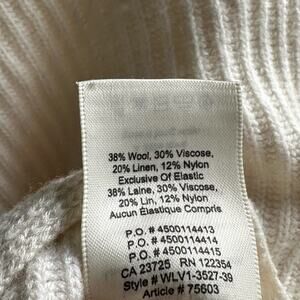 38% Wool, 30% Viscose,
20% Linen, 12% Nylon
Exclusive Of Elastic
38% Laine, 30% Viscose,
20% Lin, 12% Nylon
Aucun Élastique Compris
P.O. # 4500114413
P.O. # 4500114414
P.O. # 4500114415
CA 23725 RN 122354
Style # WLV1-3527-39
Article # 75603